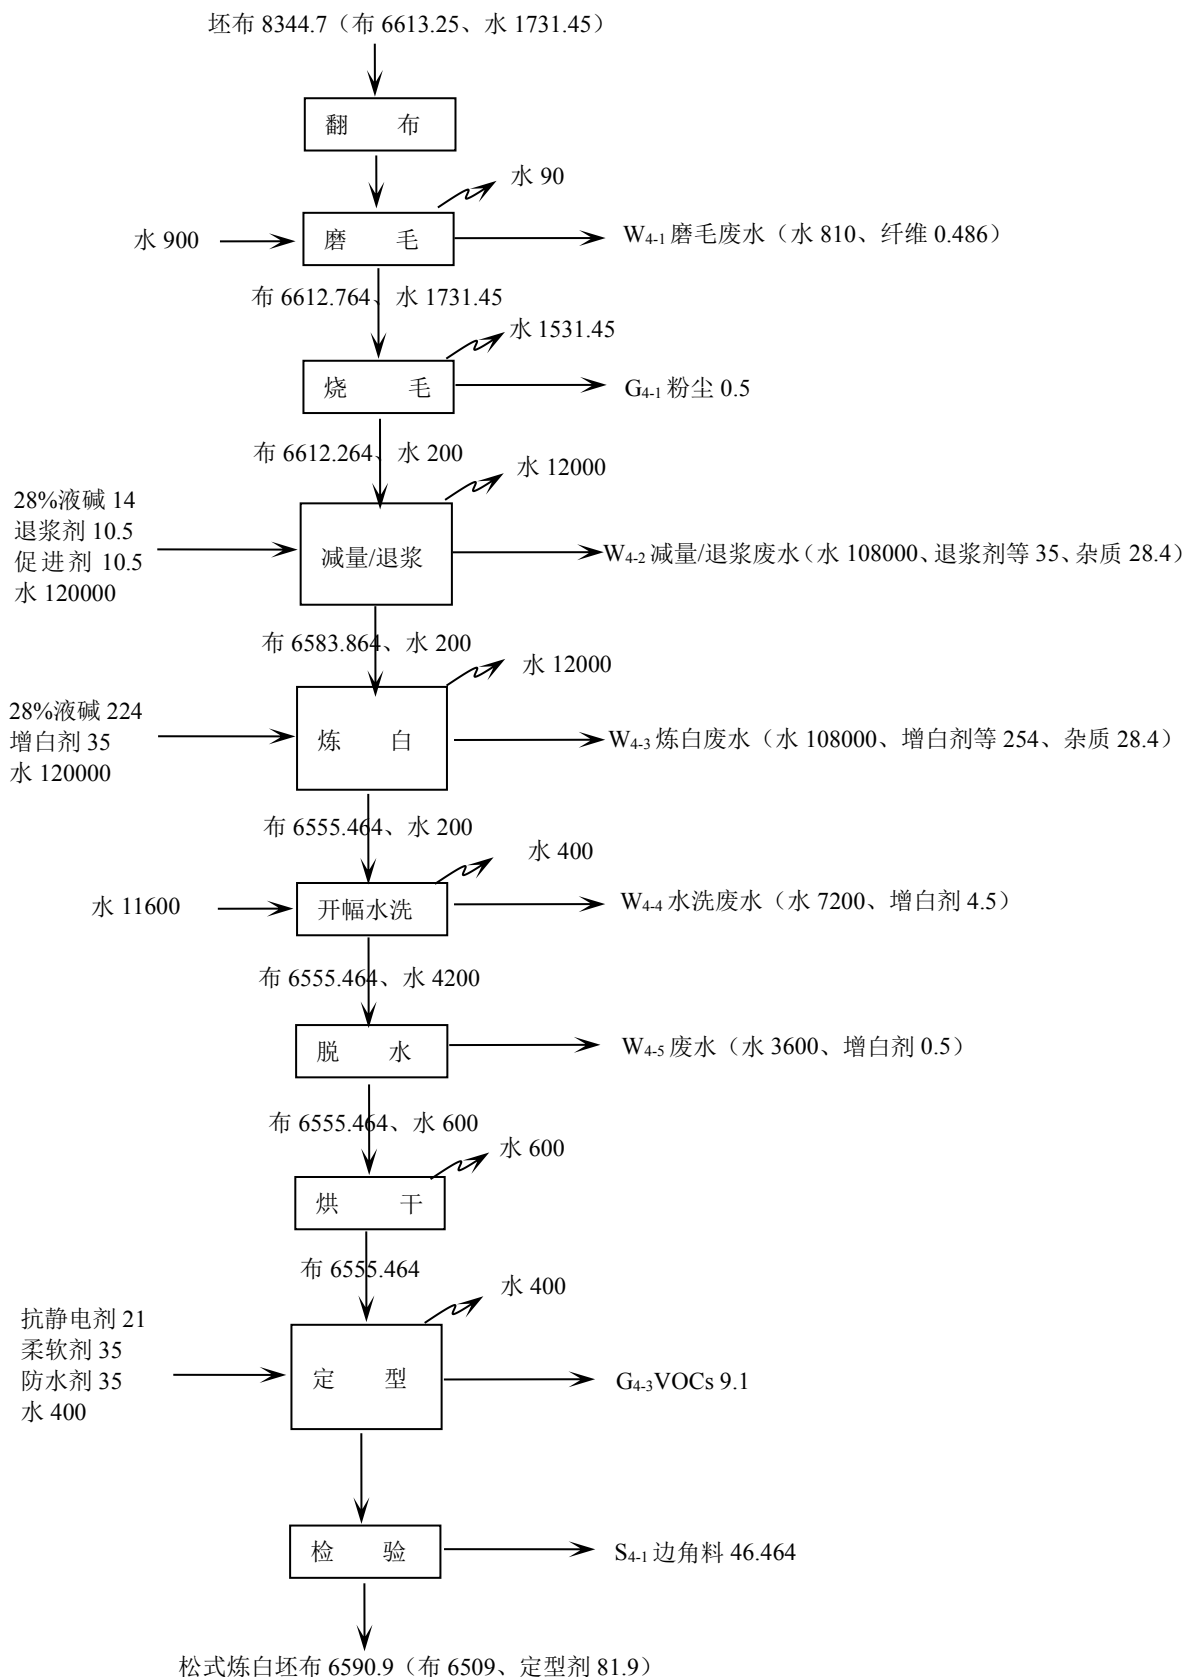 坯布 8344.7（布 6613.25、水 1731.45）
翻 布
水 90
水 900
磨 毛
W4-1 磨毛废水（水 810、纤维 0.486）
布 6612.764、水 1731.45
水 1531.45
烧 毛
G4-1 粉尘 0.5
布 6612.264、水 200
水 12000
28%液碱 14
退浆剂 10.5
促进剂 10.5
水 120000
减量/退浆
W4-2 减量/退浆废水（水 108000、退浆剂等 35、杂质 28.4）
布 6583.864、水 200
水 12000
28%液碱 224
增白剂 35
水 120000
炼 白
W4-3 炼白废水（水 108000、增白剂等 254、杂质 28.4）
布 6555.464、水 200
水 400
水 11600
开幅水洗
W4-4 水洗废水（水 7200、增白剂 4.5）
布 6555.464、水 4200
脱 水
W4-5 废水（水 3600、增白剂 0.5）
布 6555.464、水 600
水 600
烘 干
布 6555.464
水 400
抗静电剂 21
柔软剂 35
防水剂 35
水 400
定 型
G4-3VOCs 9.1
检 验
S4-1 边角料 46.464
松式炼白坯布 6590.9（布 6509、定型剂 81.9）